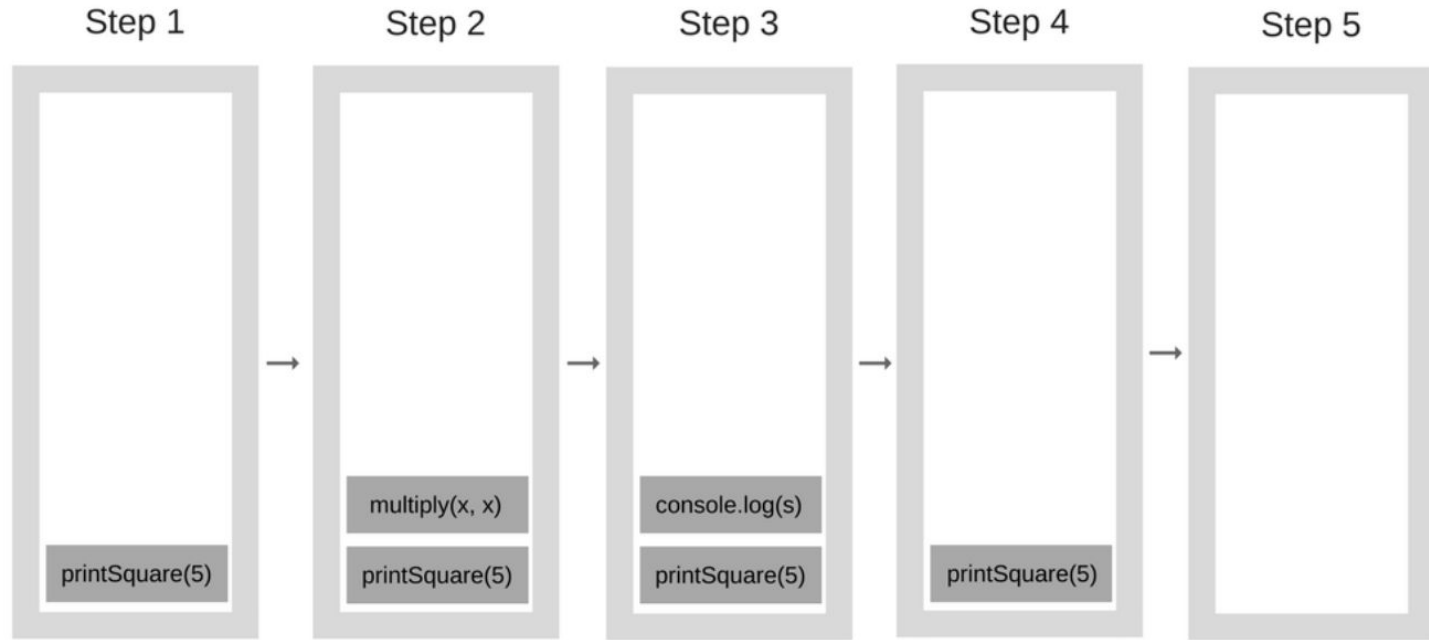 Step 1
Step 2
Step 3
Step 4
Step 5
printSquare(5)
multiply(x, x)
printSquare(5)
console.log(s)
printSquare(5)
printSquare(5)